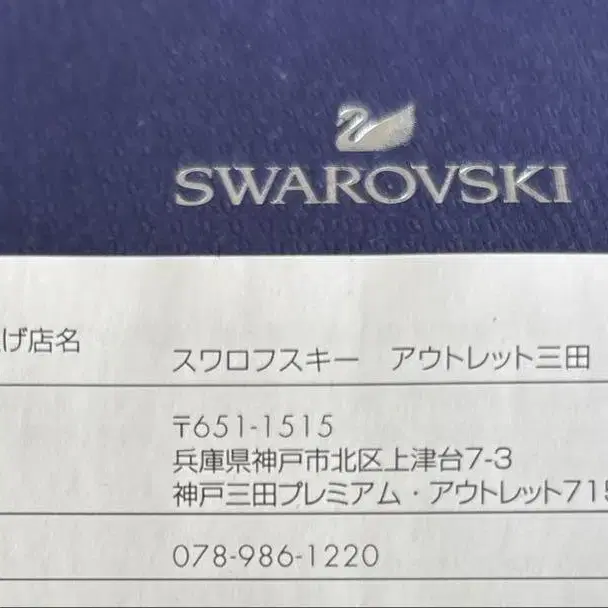 SWAROVSKI
げ店名
スワロフスキー　アウトレット三田
〒651-1515
兵庫県神戸市北区上津台7-3
神戸三田プレミアム・アウトレット715
078-986-1220